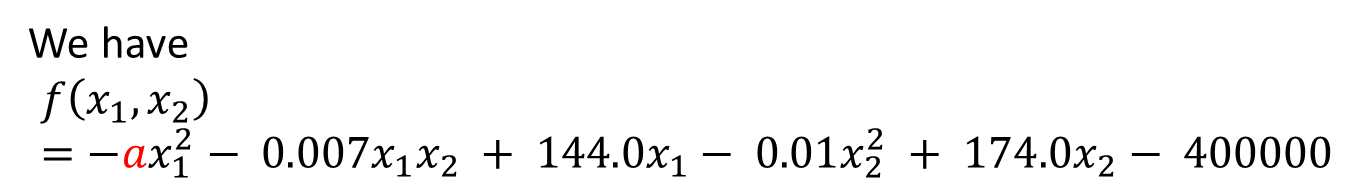 We have
f(x₁, x₂)
= −ax₁² − 0.007x₁x₂ + 144.0x₁ − 0.01x₂² + 174.0x₂ − 400000